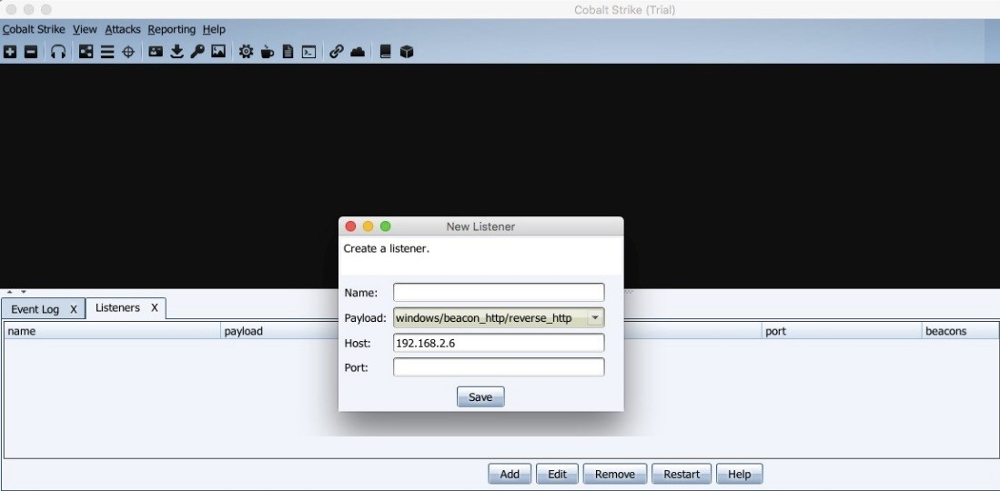 Cobalt Strike (Trial)
Cobalt Strike View Attacks Reporting Help
New Listener
Create a listener.
Name:
Payload: windows/beacon_http/reverse_http
Host: 192.168.2.6
Port:
Save
Event Log X Listeners X
name payload port beacons
Add Edit Remove Restart Help